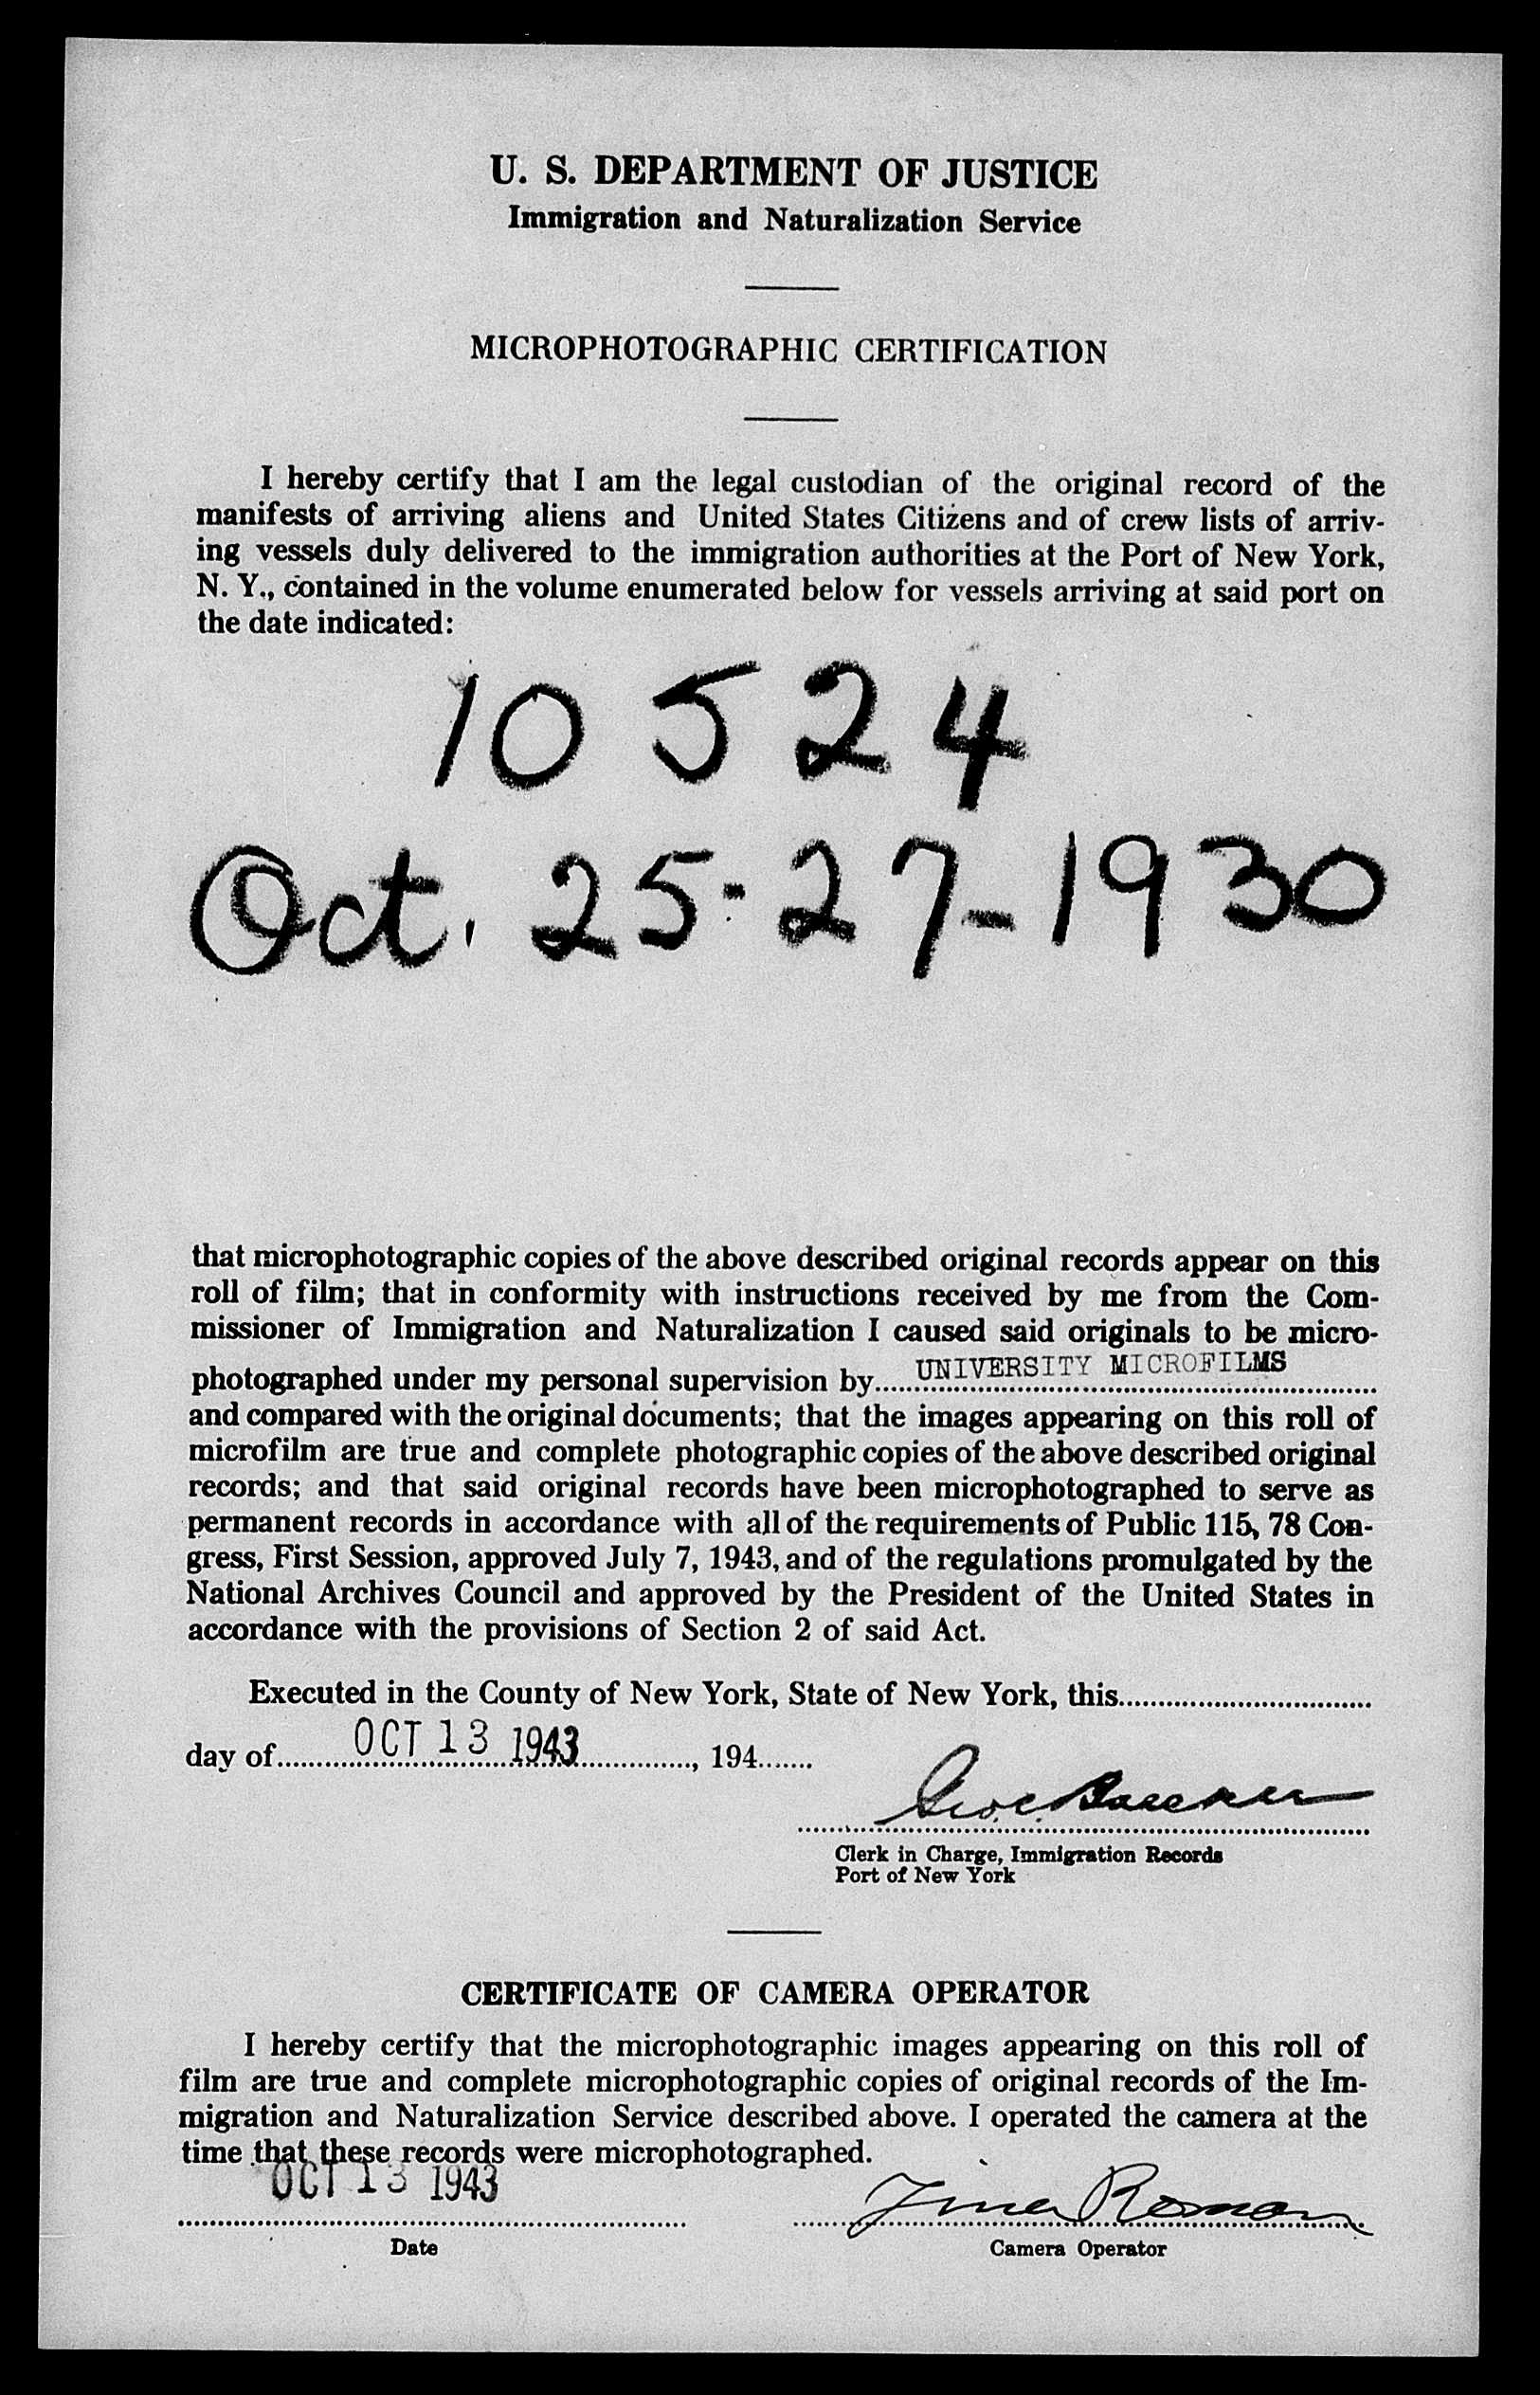 U. S. DEPARTMENT OF JUSTICE
Immigration and Naturalization Service
MICROPHOTOGRAPHIC CERTIFICATION
I hereby certify that I am the legal custodian of the original record of the
manifests of arriving aliens and United States Citizens and of crew lists of arriv-
ing vessels duly delivered to the immigration authorities at the Port of New York,
N. Y., contained in the volume enumerated below for vessels arriving at said port on
the date indicated:
10524
Oct. 25-27-1930
that microphotographic copies of the above described original records appear on this
roll of film; that in conformity with instructions received by me from the Com-
missioner of Immigration and Naturalization I caused said originals to be micro-
photographed under my personal supervision by UNIVERSITY MICROFILMS
and compared with the original documents; that the images appearing on this roll of
microfilm are true and complete photographic copies of the above described original
records; and that said original records have been microphotographed to serve as
permanent records in accordance with all of the requirements of Public 115, 78 Con-
gress, First Session, approved July 7, 1943, and of the regulations promulgated by the
National Archives Council and approved by the President of the United States in
accordance with the provisions of Section 2 of said Act.
Executed in the County of New York, State of New York, this
day of OCT 13 1943, 194
Clerk in Charge, Immigration Records
Port of New York
CERTIFICATE OF CAMERA OPERATOR
I hereby certify that the microphotographic images appearing on this roll of
film are true and complete microphotographic copies of original records of the Im-
migration and Naturalization Service described above. I operated the camera at the
time that these records were microphotographed.
OCT 13 1943 Roman
Date Camera Operator